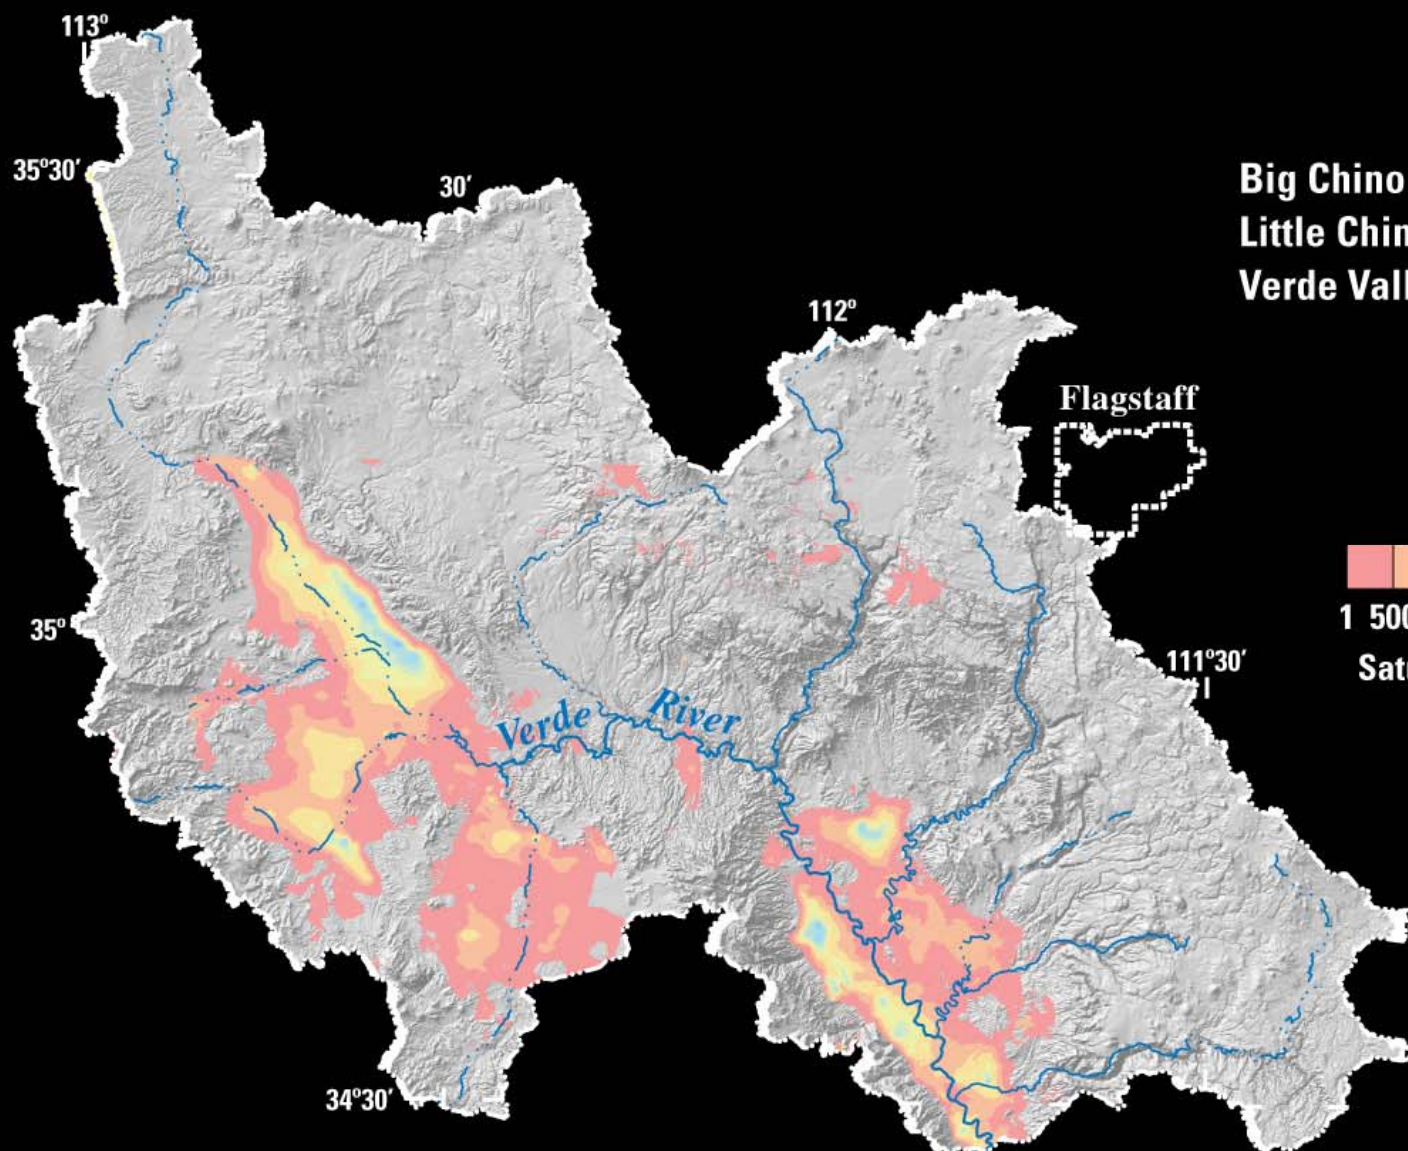 113°
35°30′
30′
Big Chino
Little Chin
Verde Vall
112°
Flagstaff
35°
1 500
Satu
111°30′
Verde River
34°30′